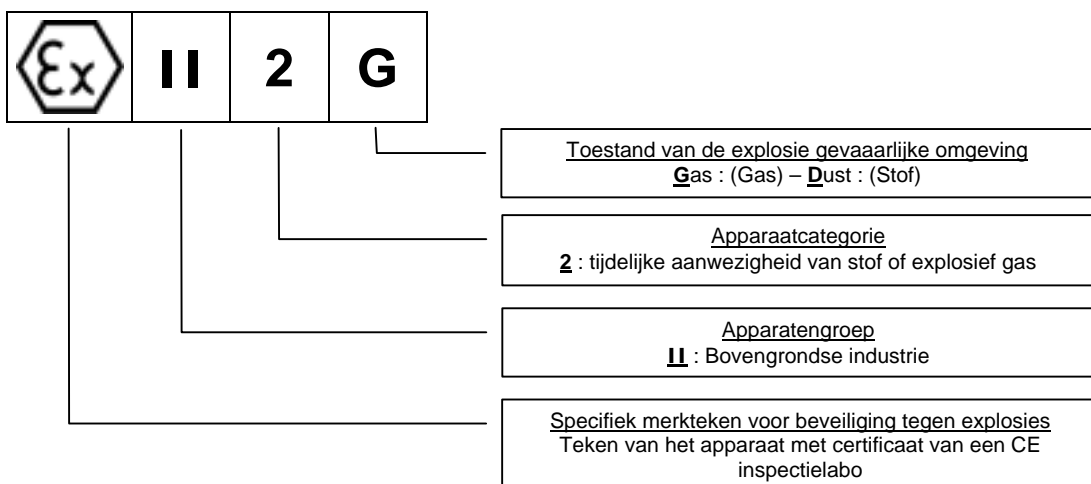 Ex II 2 G
Toestand van de explosie gevaaarlijke omgeving
Gas : (Gas) – Dust : (Stof)
Apparaatcategorie
2 : tijdelijke aanwezigheid van stof of explosief gas
Apparatengroep
II : Bovengrondse industrie
Specifiek merkteken voor beveiliging tegen explosies
Teken van het apparaat met certificaat van een CE
inspectielabo